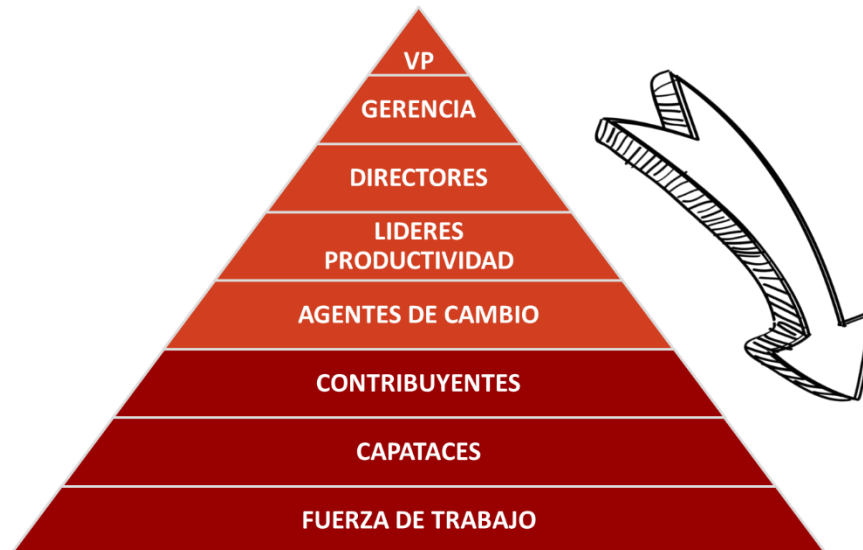 VP
GERENCIA
DIRECTORES
LIDERES
PRODUCTIVIDAD
AGENTES DE CAMBIO
CONTRIBUYENTES
CAPATACES
FUERZA DE TRABAJO